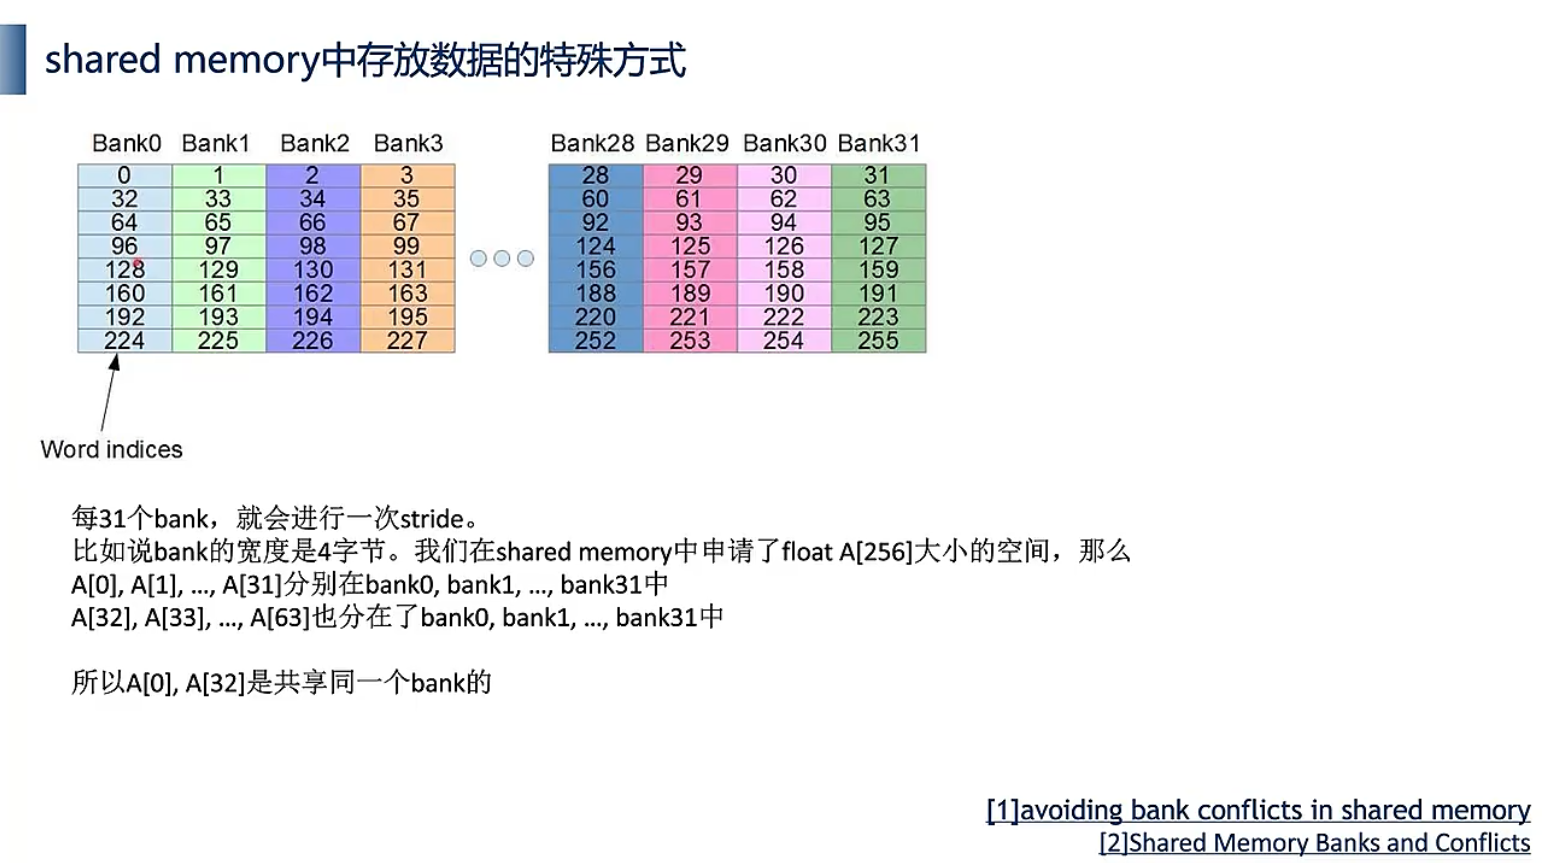 shared memory中存放数据的特殊方式
Bank0 Bank1 Bank2 Bank3 Bank28 Bank29 Bank30 Bank31
0 1 2 3 28 29 30 31
32 33 34 35 60 61 62 63
64 65 66 67 92 93 94 95
96 97 98 99 124 125 126 127
128 129 130 131 156 157 158 159
160 161 162 163 188 189 190 191
192 193 194 195 220 221 222 223
224 225 226 227 252 253 254 255
Word indices
每31个bank，就会进行一次stride。
比如说bank的宽度是4字节。我们在shared memory中申请了float A[256]大小的空间，那么
A[0], A[1], ..., A[31]分别在bank0, bank1, ..., bank31中
A[32], A[33], ..., A[63]也分在了bank0, bank1, ..., bank31中
所以A[0], A[32]是共享同一个bank的
[1]avoiding bank conflicts in shared memory
[2]Shared Memory Banks and Conflicts